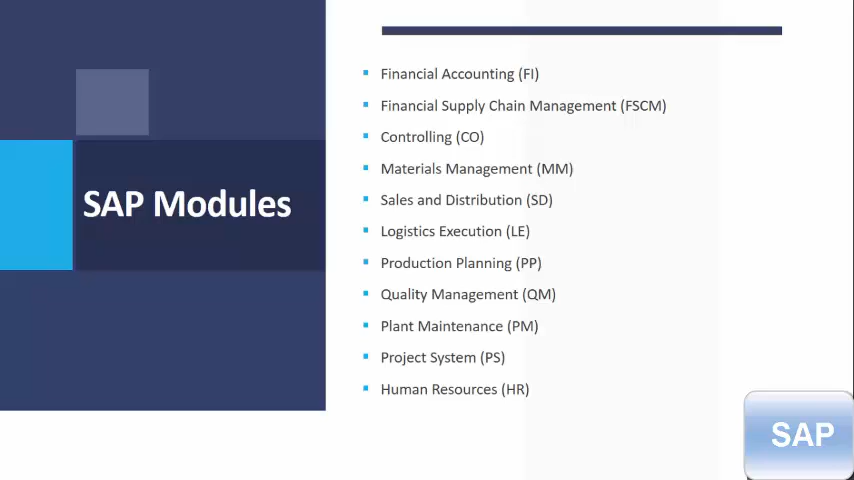 SAP Modules
Financial Accounting (FI)
Financial Supply Chain Management (FSCM)
Controlling (CO)
Materials Management (MM)
Sales and Distribution (SD)
Logistics Execution (LE)
Production Planning (PP)
Quality Management (QM)
Plant Maintenance (PM)
Project System (PS)
Human Resources (HR)
SAP